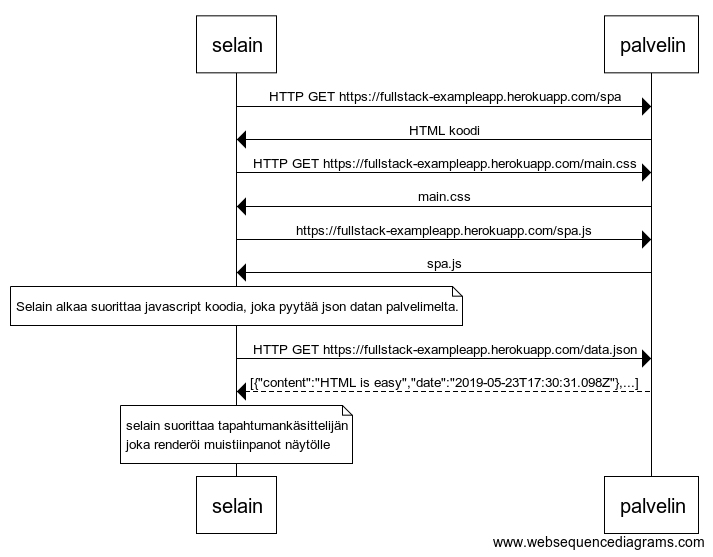 selain
palvelin
HTTP GET https://fullstack-exampleapp.herokuapp.com/spa
HTML koodi
HTTP GET https://fullstack-exampleapp.herokuapp.com/main.css
main.css
https://fullstack-exampleapp.herokuapp.com/spa.js
spa.js
Selain alkaa suorittaa javascript koodia, joka pyytää json datan palvelimelta.
HTTP GET https://fullstack-exampleapp.herokuapp.com/data.json
[{"content":"HTML is easy","date":"2019-05-23T17:30:31.098Z"},...]
selain suorittaa tapahtumankäsittelijän
joka renderöi muistiinpanot näytölle
selain
palvelin
www.websequencediagrams.com